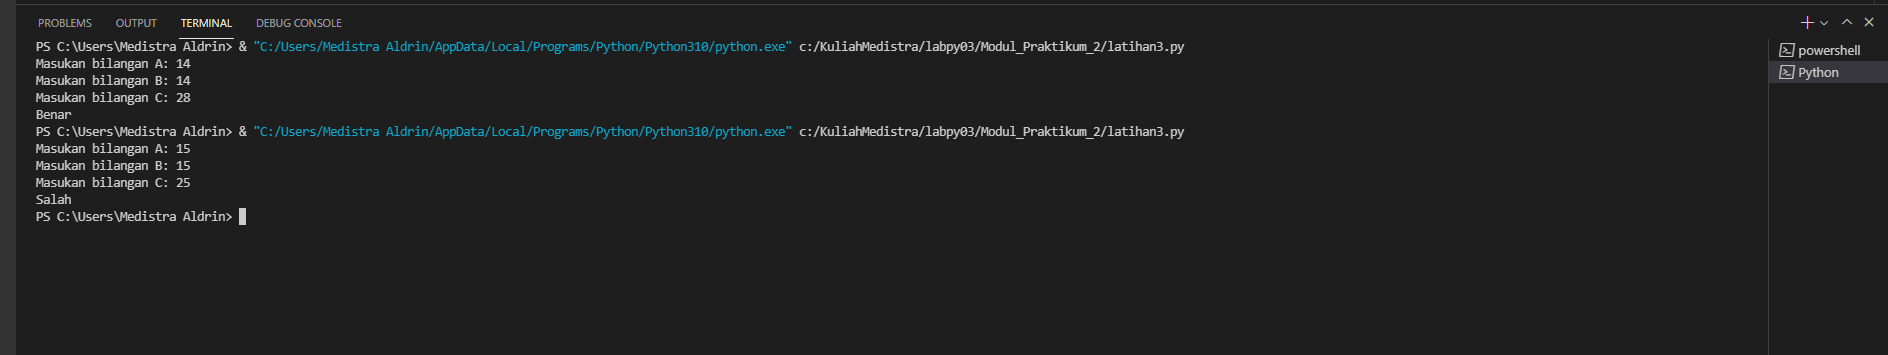 PROBLEMS OUTPUT TERMINAL DEBUG CONSOLE
PS C:\Users\Medistra Aldrin> & "C:/Users/Medistra Aldrin/AppData/Local/Programs/Python/Python310/python.exe" c:/KuliahMedistra/labpy03/Modul_Praktikum_2/latihan3.py
Masukan bilangan A: 14
Masukan bilangan B: 14
Masukan bilangan C: 28
Benar
PS C:\Users\Medistra Aldrin> & "C:/Users/Medistra Aldrin/AppData/Local/Programs/Python/Python310/python.exe" c:/KuliahMedistra/labpy03/Modul_Praktikum_2/latihan3.py
Masukan bilangan A: 15
Masukan bilangan B: 15
Masukan bilangan C: 25
Salah
PS C:\Users\Medistra Aldrin>
powershell
Python